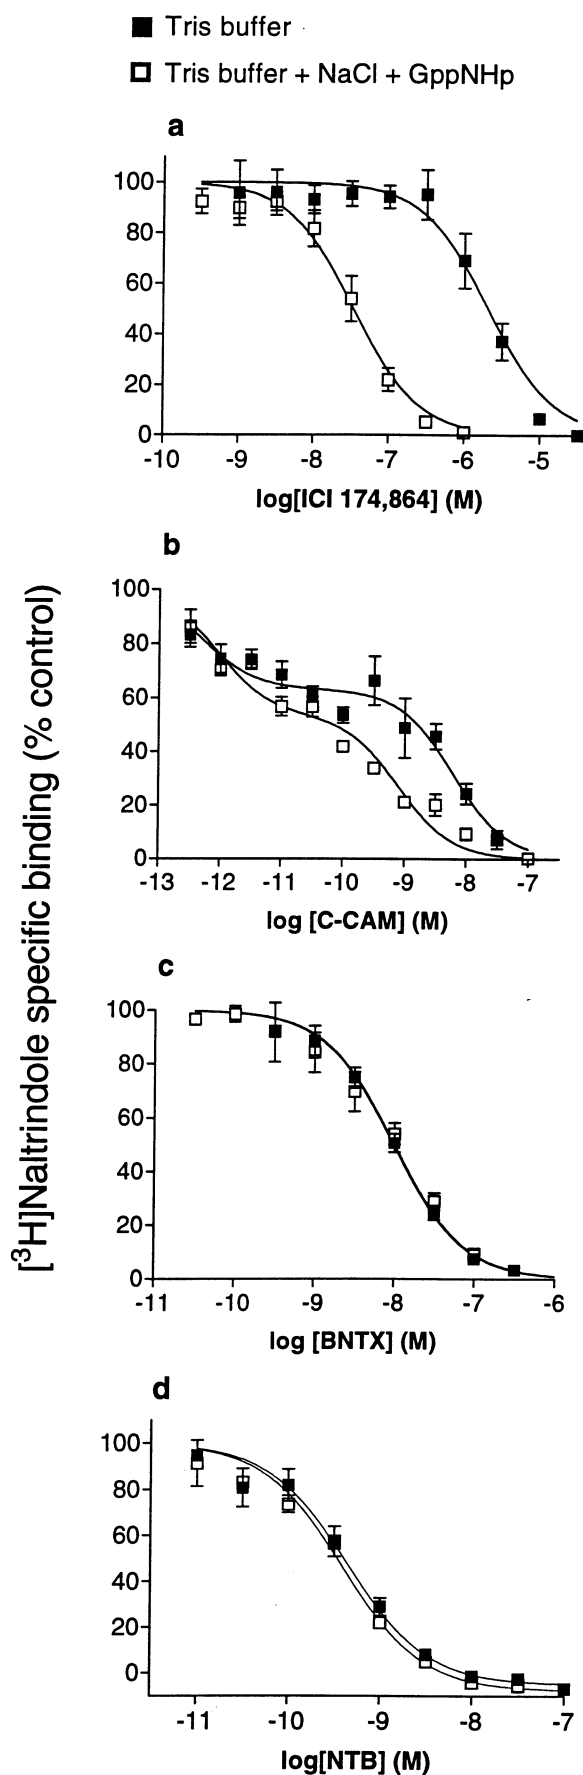 Tris buffer
Tris buffer + NaCl + GppNHp
[³H]Naltrindole specific binding (% control)
a
100
80
60
40
20
0
-10 -9 -8 -7 -6 -5
log[ICI 174,864] (M)
b
100
80
60
40
20
0
-13 -12 -11 -10 -9 -8 -7
log [C-CAM] (M)
c
100
80
60
40
20
0
-11 -10 -9 -8 -7 -6
log [BNTX] (M)
d
100
80
60
40
20
0
-11 -10 -9 -8 -7
log[NTB] (M)